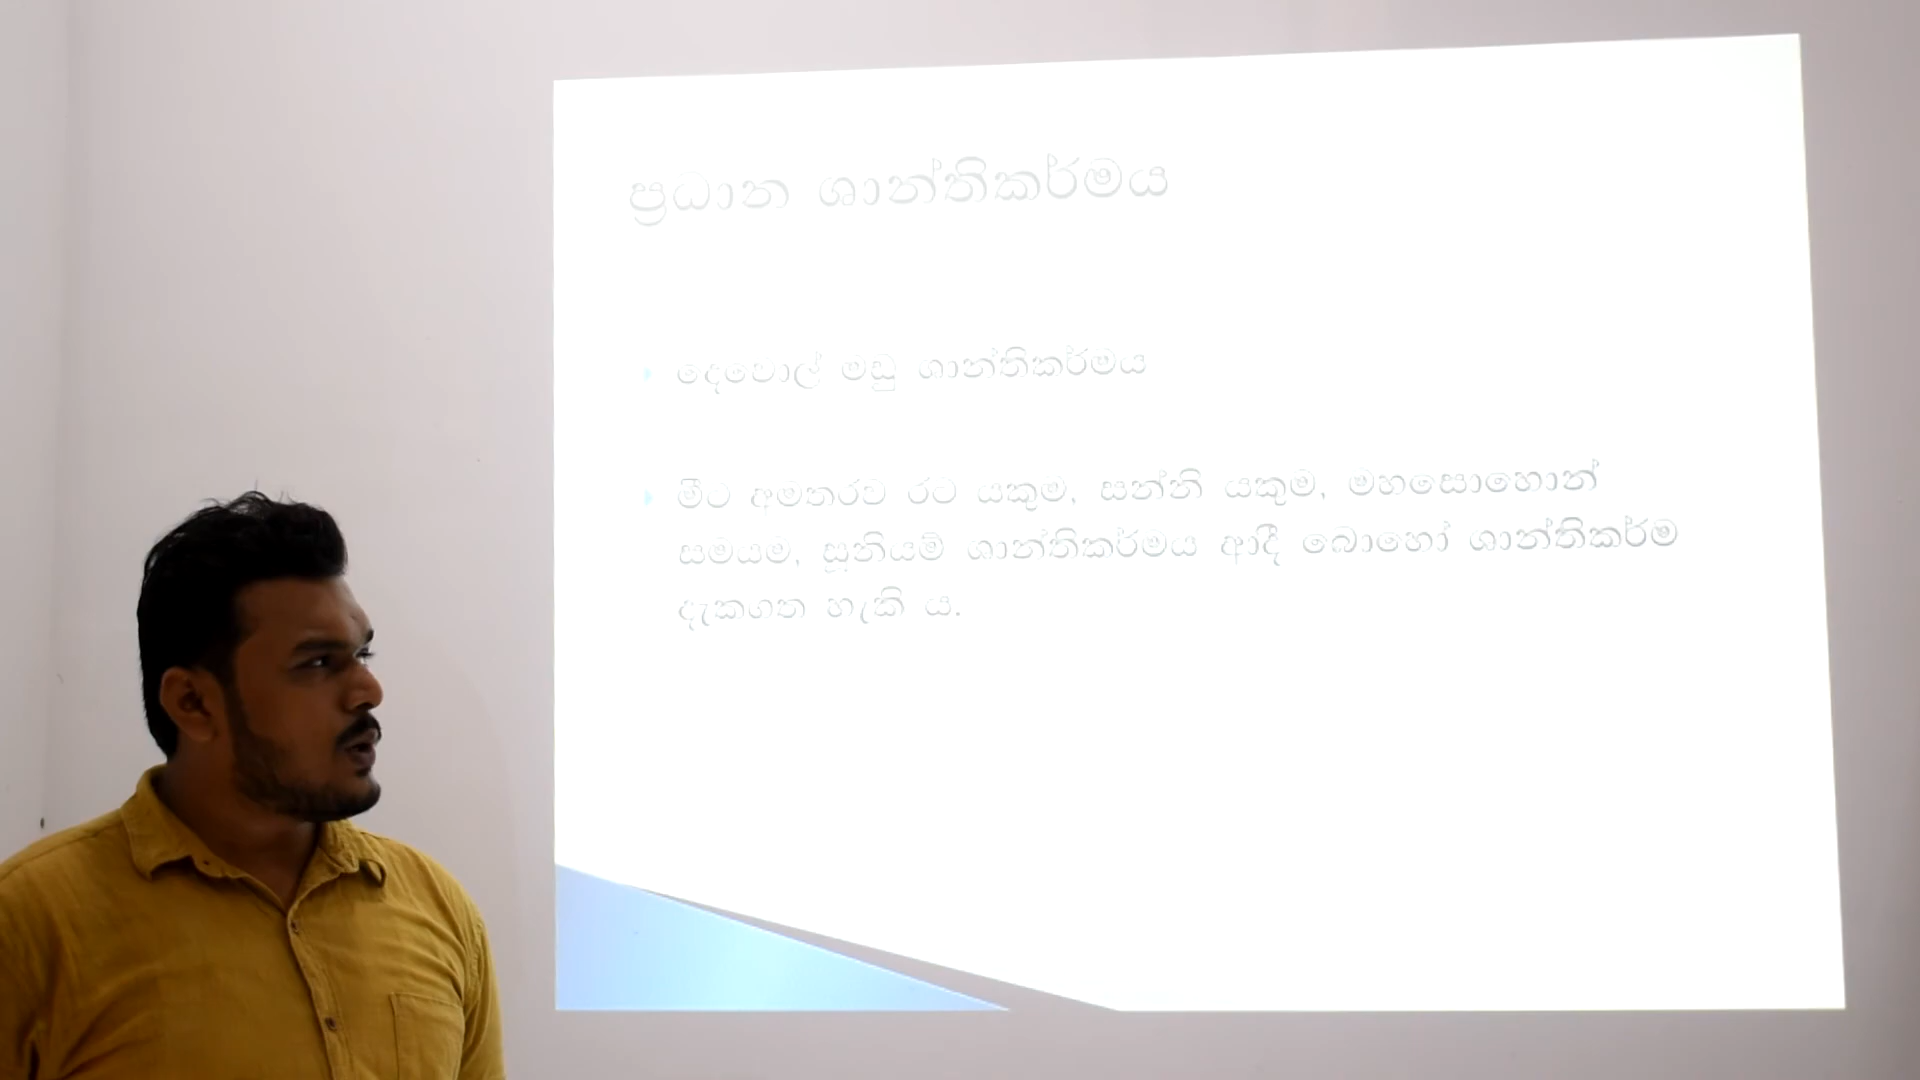 ප්‍රධාන ශාන්තිකර්මය
දෙවොල් මඩු ශාන්තිකර්මය
මීට අමතරව රට යකුම, සන්නි යකුම, මහසොහොන්
සමයම, සූනියම් ශාන්තිකර්මය ආදී බොහෝ ශාන්තිකර්ම
දැකගත හැකි ය.